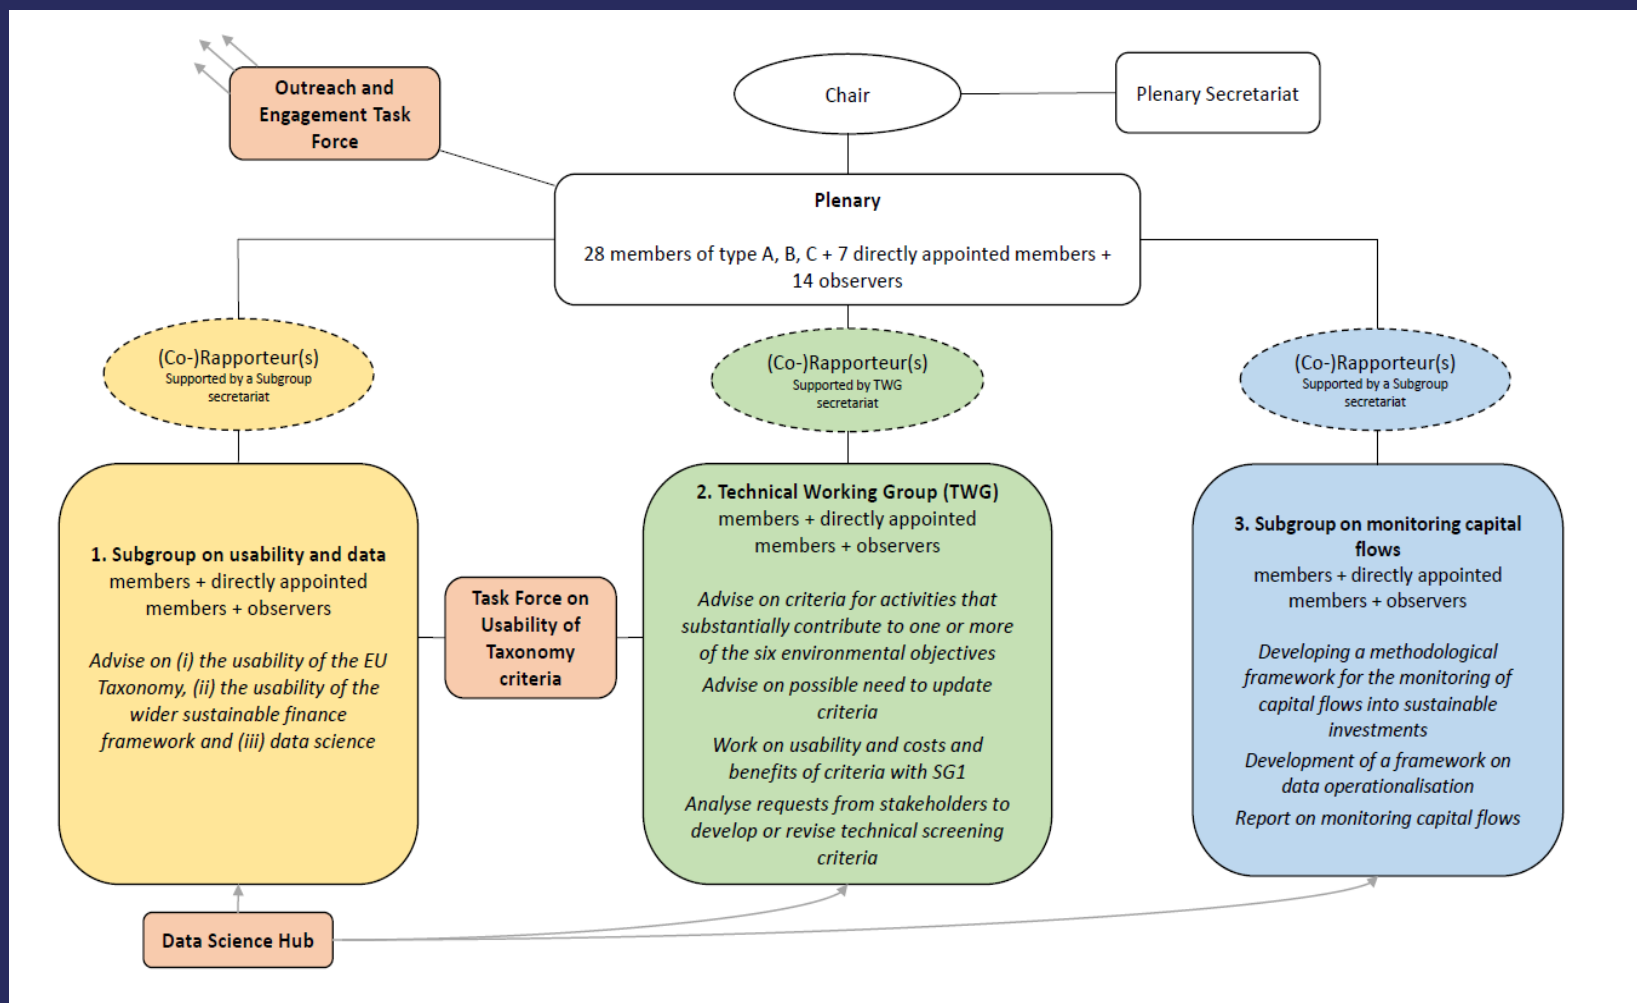 Outreach and
Engagement Task
Force
Chair
Plenary Secretariat
Plenary
28 members of type A, B, C + 7 directly appointed members +
14 observers
(Co-)Rapporteur(s)
Supported by a Subgroup
secretariat
(Co-)Rapporteur(s)
Supported by TWG
secretariat
(Co-)Rapporteur(s)
Supported by a Subgroup
secretariat
1. Subgroup on usability and data
members + directly appointed
members + observers
Advise on (i) the usability of the EU
Taxonomy, (ii) the usability of the
wider sustainable finance
framework and (iii) data science
Task Force on
Usability of
Taxonomy
criteria
2. Technical Working Group (TWG)
members + directly appointed
members + observers
Advise on criteria for activities that
substantially contribute to one or more
of the six environmental objectives
Advise on possible need to update
criteria
Work on usability and costs and
benefits of criteria with SG1
Analyse requests from stakeholders to
develop or revise technical screening
criteria
3. Subgroup on monitoring capital
flows
members + directly appointed
members + observers
Developing a methodological
framework for the monitoring of
capital flows into sustainable
investments
Development of a framework on
data operationalisation
Report on monitoring capital flows
Data Science Hub